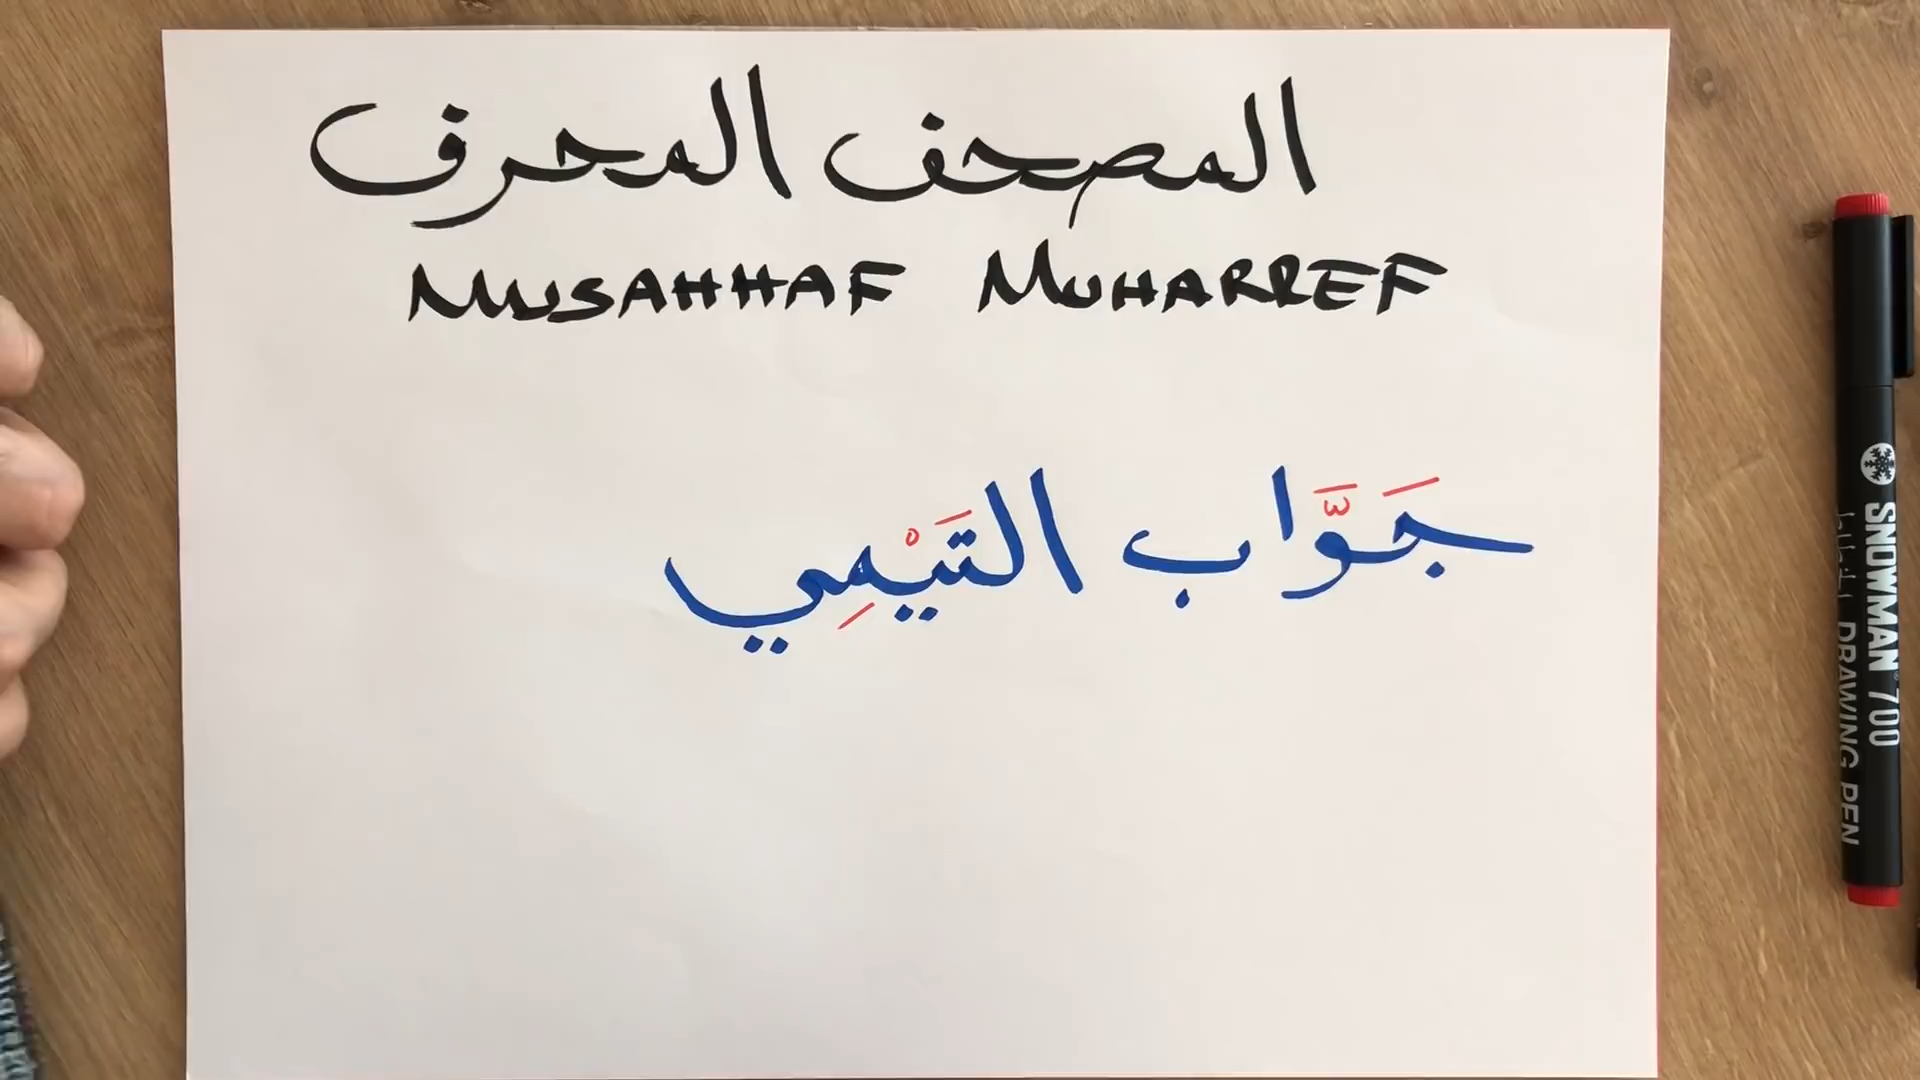 المصحف المحرف
MUSAHHAF MUHARREF
جَوَّاب التَيْمِي
SNOWMAN 700
DRAWING PEN